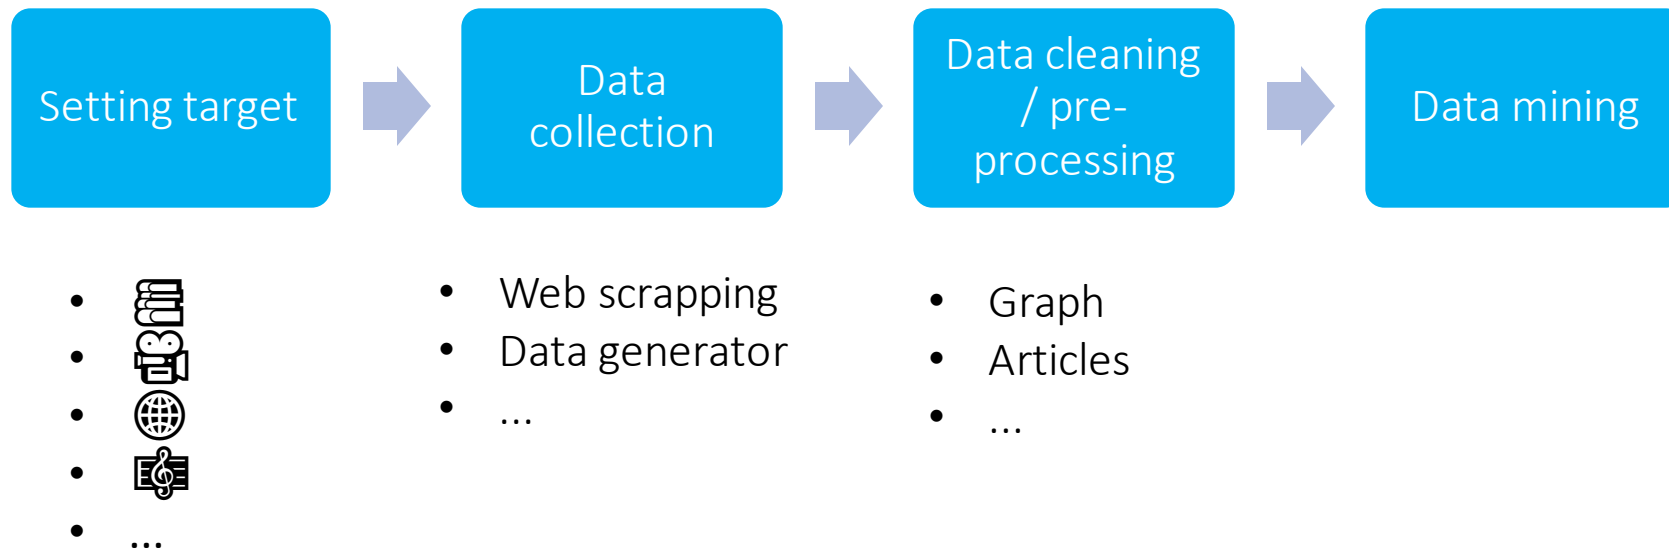 Setting target
Data
collection
Data cleaning
/ pre-
processing
Data mining
• 
• 
• 
• 
• ...
• Web scrapping
• Data generator
• ...
• Graph
• Articles
• ...